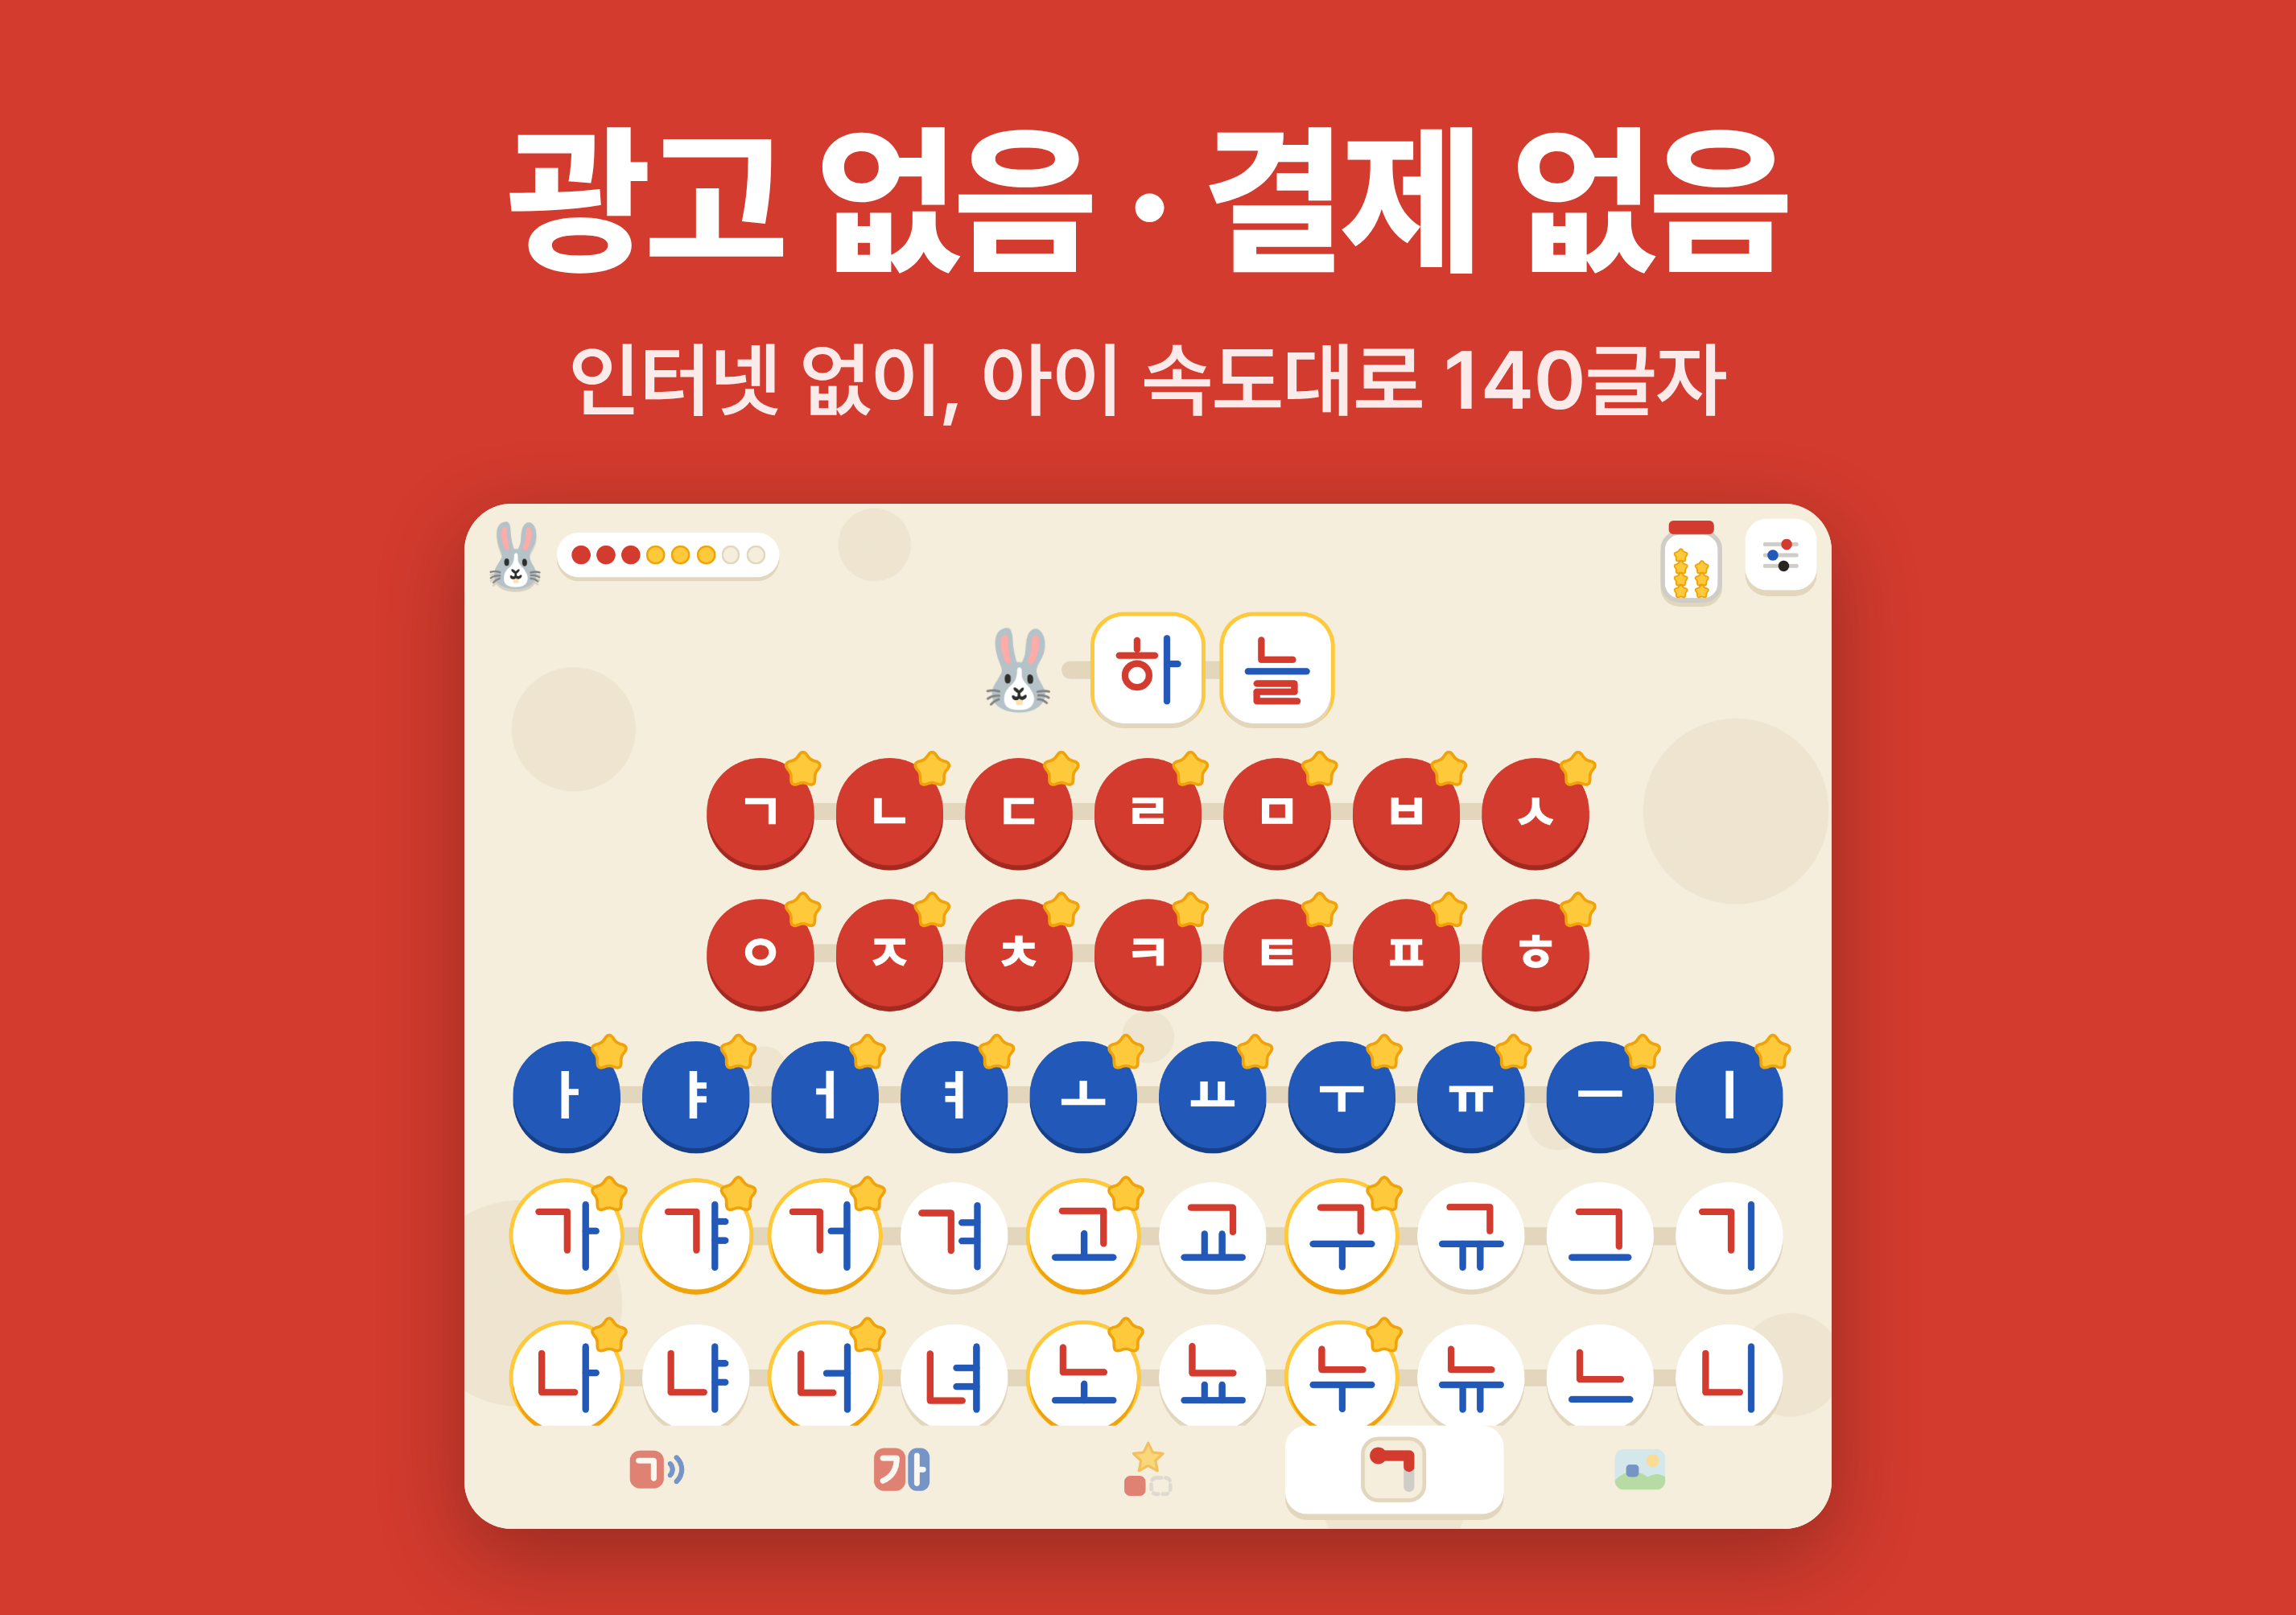 광고 없음 · 결제 없음
인터넷 없이, 아이 속도대로 140글자
하 늘
ㄱ ㄴ ㄷ ㄹ ㅁ ㅂ ㅅ
ㅇ ㅈ ㅊ ㅋ ㅌ ㅍ ㅎ
ㅏ ㅑ ㅓ ㅕ ㅗ ㅛ ㅜ ㅠ ㅡ ㅣ
가 갸 거 겨 고 교 구 규 그 기
나 냐 너 녀 노 뇨 누 뉴 느 니
ㄱ 가 ㄱ